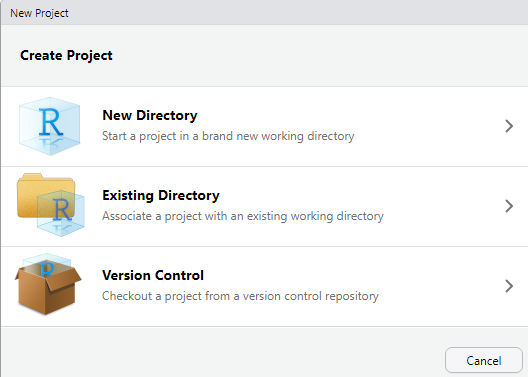 New Project
Create Project
New Directory
Start a project in a brand new working directory
Existing Directory
Associate a project with an existing working directory
Version Control
Checkout a project from a version control repository
Cancel